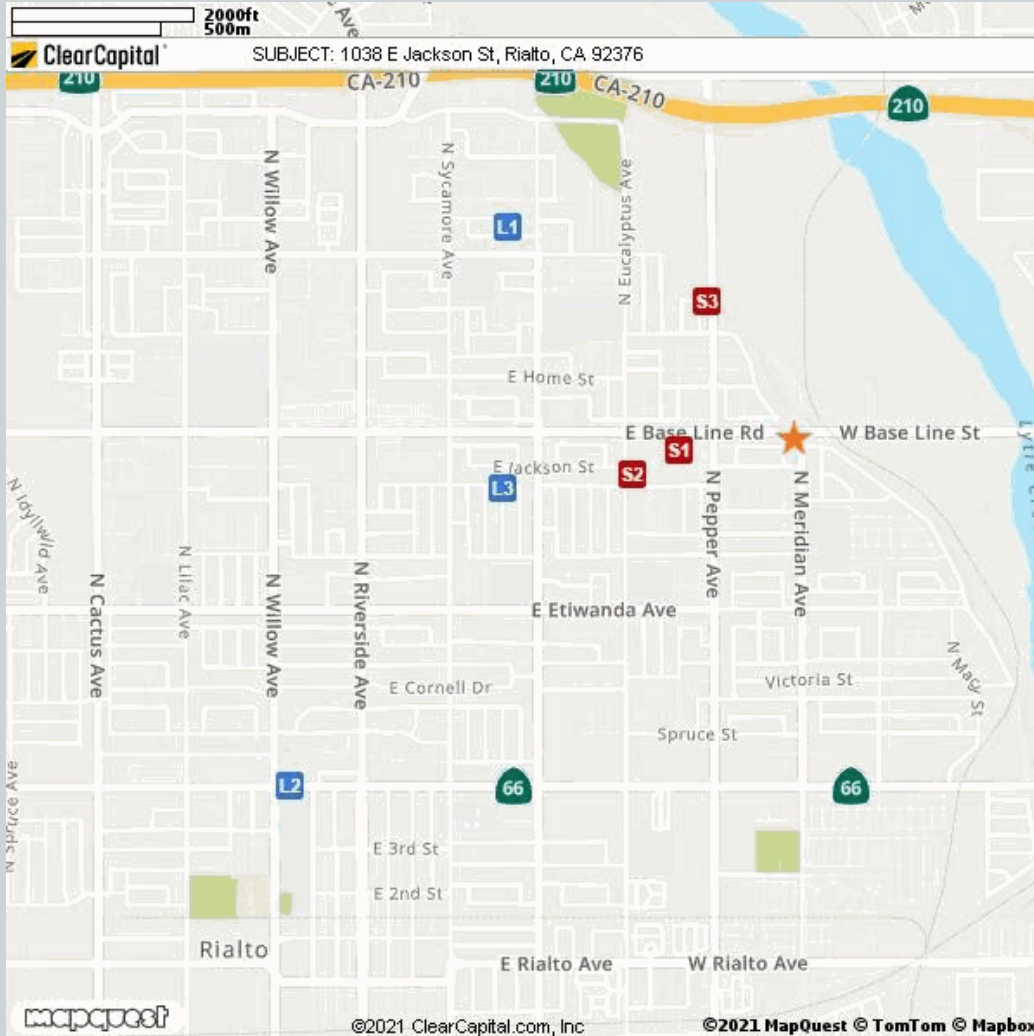 2000ft
500m
ClearCapital
SUBJECT: 1038 E Jackson St, Rialto, CA 92376
210
CA-210
210
CA-210
210
N Willow Ave
N Sycamore Ave
N Eucalyptus Ave
L1
S3
E Home St
E Base Line Rd
W Base Line St
S1
E Jackson St
S2
L3
N Idyllwild Ave
N Pepper Ave
N Meridian Ave
N Lilac Ave
N Cactus Ave
N Willow Ave
N Riverside Ave
E Etiwanda Ave
N Macy St
E Cornell Dr
Victoria St
Spruce St
N Spruce Ave
L2
66
66
E 3rd St
E 2nd St
Rialto
E Rialto Ave
W Rialto Ave
mapquest
©2021 ClearCapital.com, Inc
©2021 MapQuest © TomTom © Mapbox